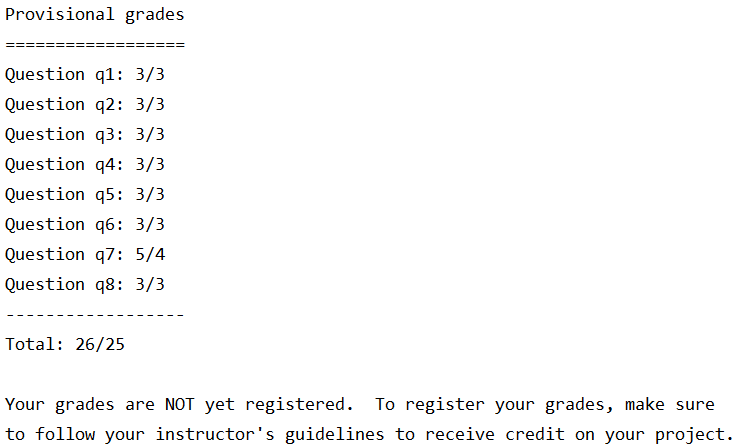 Provisional grades
==================
Question q1: 3/3
Question q2: 3/3
Question q3: 3/3
Question q4: 3/3
Question q5: 3/3
Question q6: 3/3
Question q7: 5/4
Question q8: 3/3
------------------
Total: 26/25
Your grades are NOT yet registered.  To register your grades, make sure
to follow your instructor's guidelines to receive credit on your project.